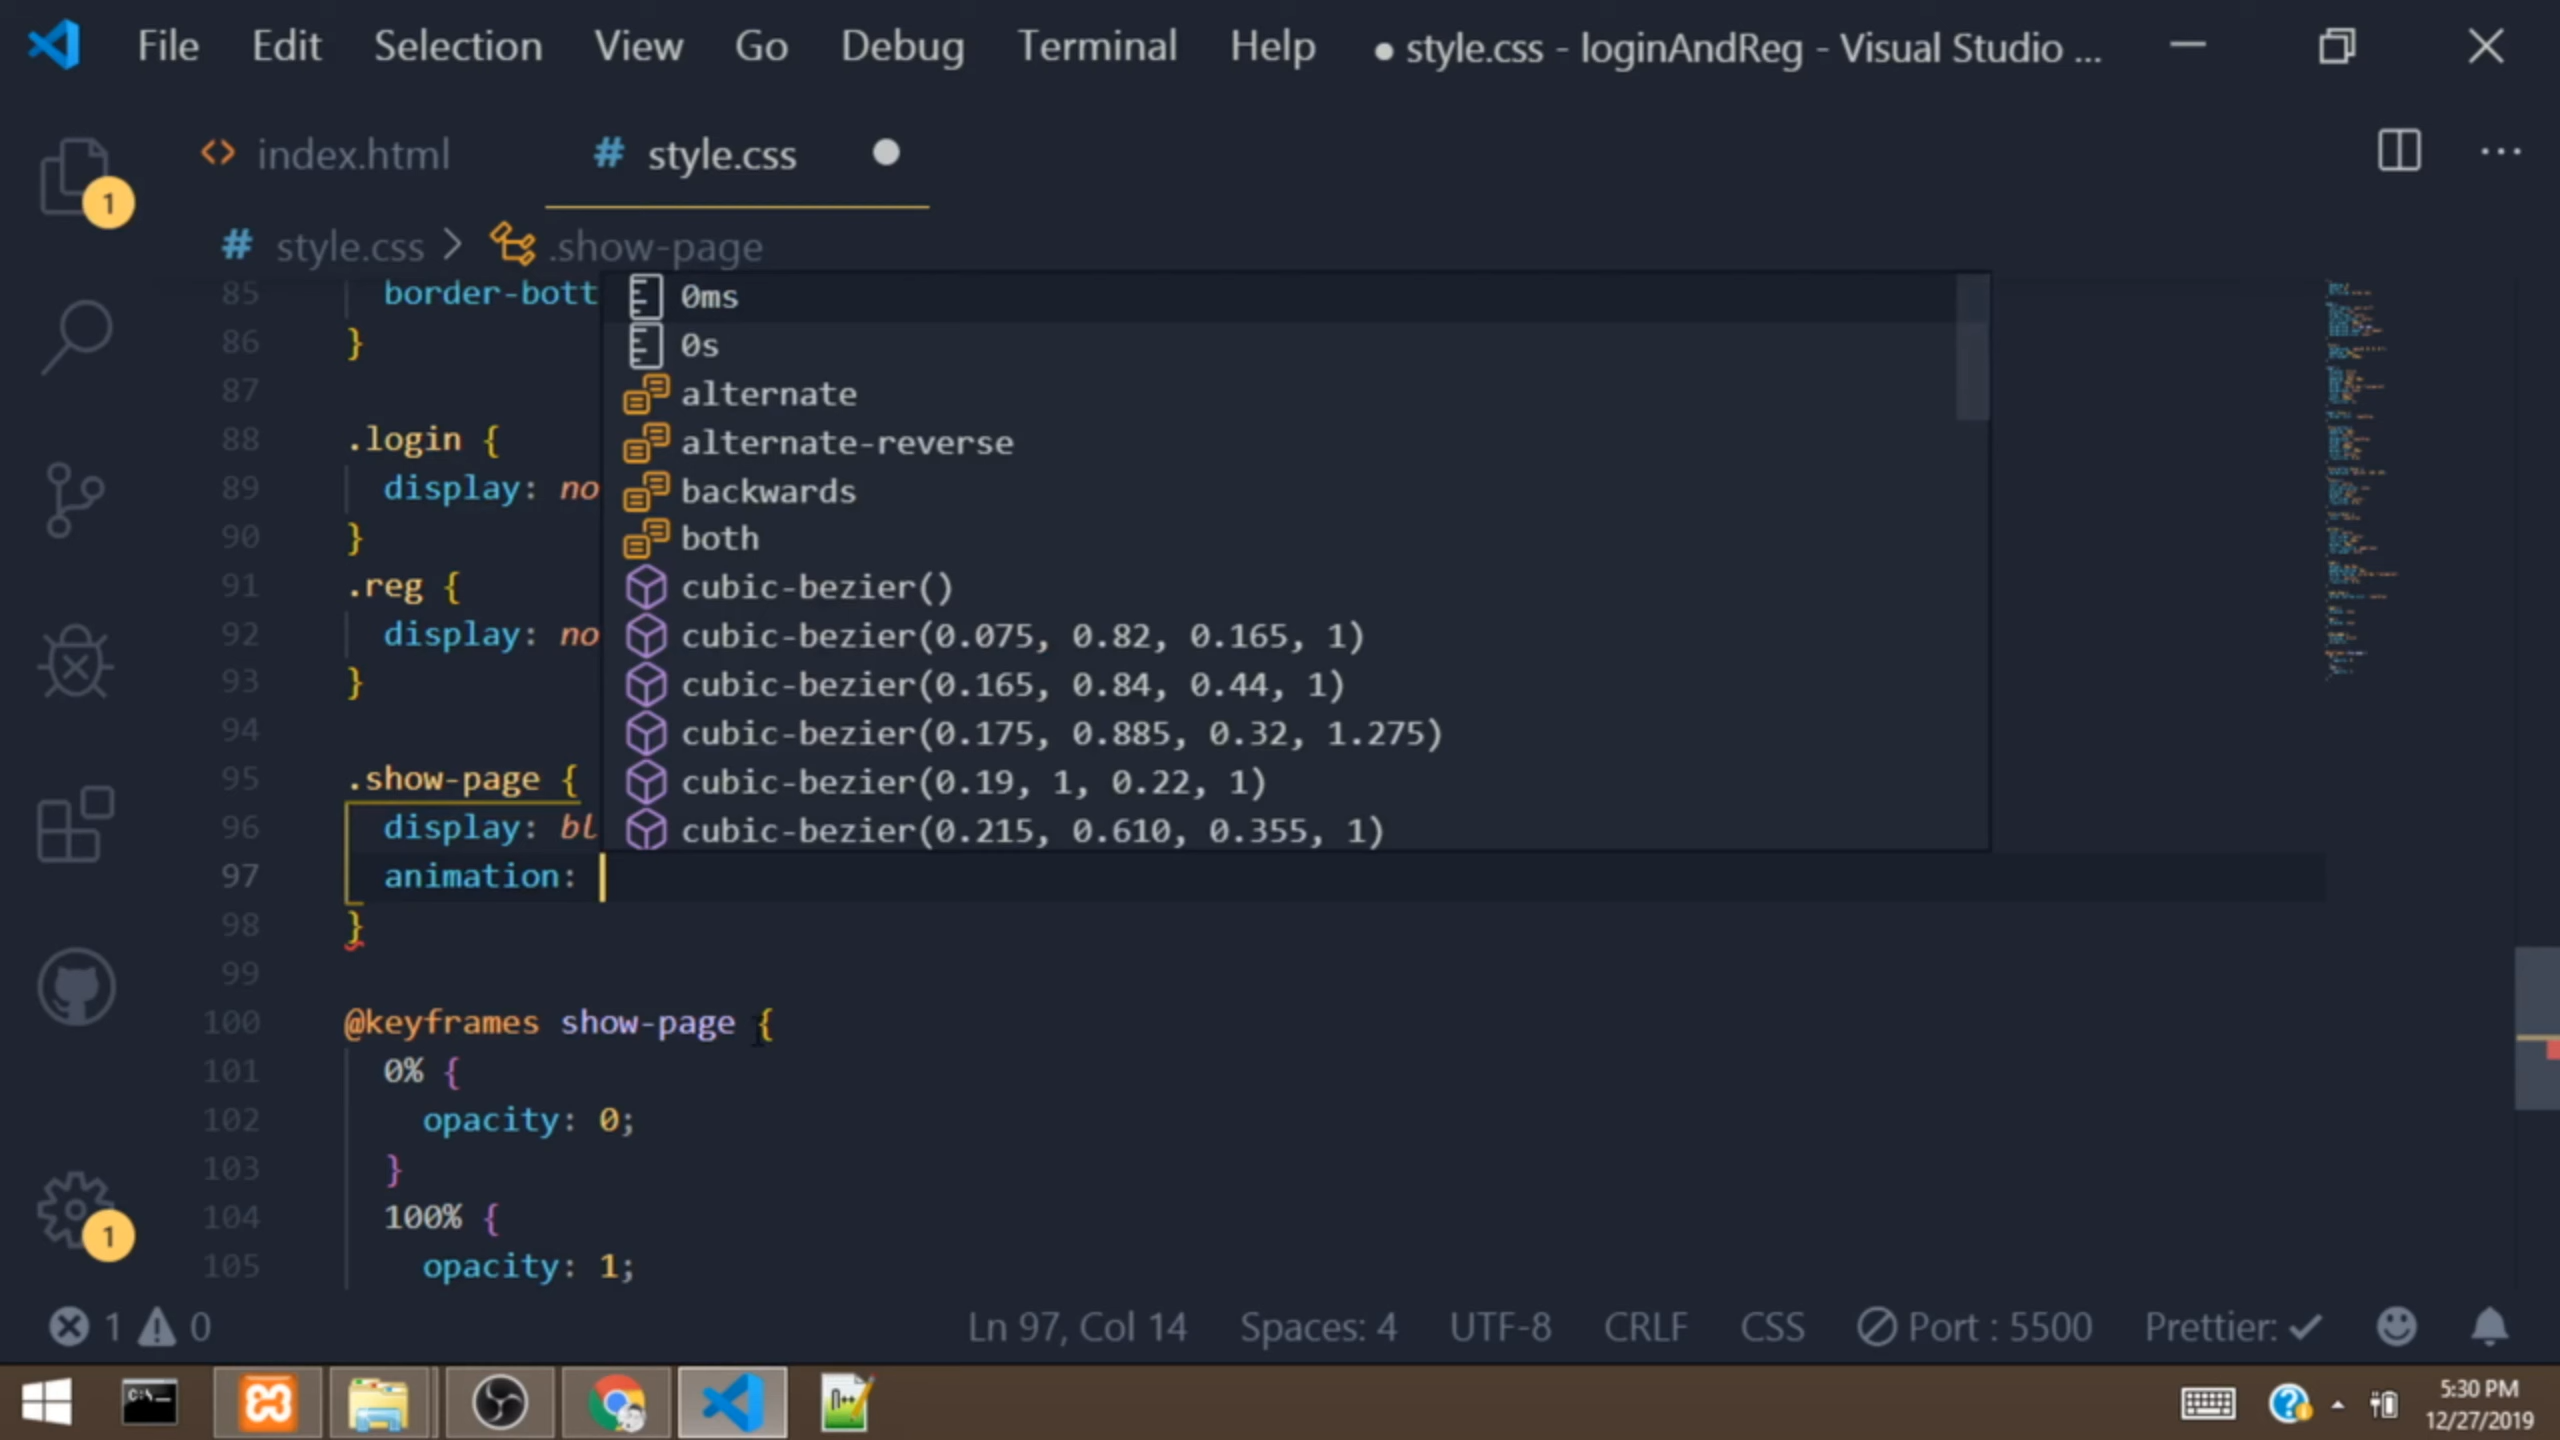 File Edit Selection View Go Debug Terminal Help ● style.css - loginAndReg - Visual Studio ...
<> index.html # style.css
# style.css > .show-page
85 border-bott
0ms
86 }
0s
87
alternate
88 .login {
alternate-reverse
89 display: no
backwards
90 }
both
91 .reg {
cubic-bezier()
92 display: no
cubic-bezier(0.075, 0.82, 0.165, 1)
93 }
cubic-bezier(0.165, 0.84, 0.44, 1)
94
cubic-bezier(0.175, 0.885, 0.32, 1.275)
95 .show-page {
cubic-bezier(0.19, 1, 0.22, 1)
96 display: bl
cubic-bezier(0.215, 0.610, 0.355, 1)
97 animation:
98 }
99
100 @keyframes show-page {
101 0% {
102 opacity: 0;
103 }
104 100% {
105 opacity: 1;
1
1
1 0 Ln 97, Col 14 Spaces: 4 UTF-8 CRLF CSS Port : 5500 Prettier: ✓
C:\-
5:30 PM
12/27/2019